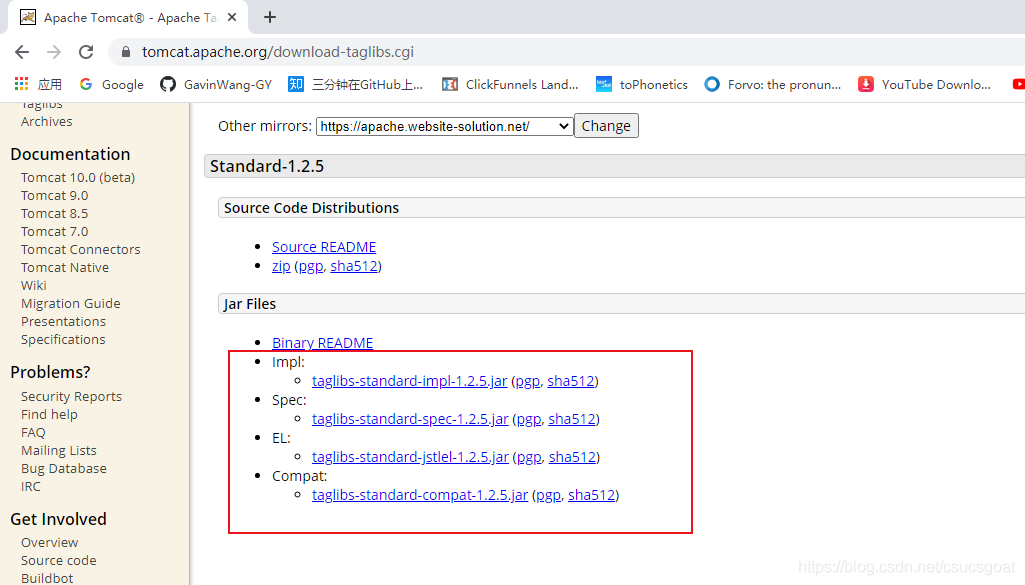 Apache Tomcat® - Apache Ta
tomcat.apache.org/download-taglibs.cgi
应用 Google GavinWang-GY 三分钟在GitHub上... ClickFunnels Land... toPhonetics Forvo: the pronun... YouTube Downlo...
Taglibs
Archives
Documentation
Tomcat 10.0 (beta)
Tomcat 9.0
Tomcat 8.5
Tomcat 7.0
Tomcat Connectors
Tomcat Native
Wiki
Migration Guide
Presentations
Specifications
Problems?
Security Reports
Find help
FAQ
Mailing Lists
Bug Database
IRC
Get Involved
Overview
Source code
Buildbot
Other mirrors: https://apache.website-solution.net/ Change
Standard-1.2.5
Source Code Distributions
Source README
zip (pgp, sha512)
Jar Files
Binary README
Impl:
taglibs-standard-impl-1.2.5.jar (pgp, sha512)
Spec:
taglibs-standard-spec-1.2.5.jar (pgp, sha512)
EL:
taglibs-standard-jstlel-1.2.5.jar (pgp, sha512)
Compat:
taglibs-standard-compat-1.2.5.jar (pgp, sha512)
https://blog.csdn.net/csucsgoat